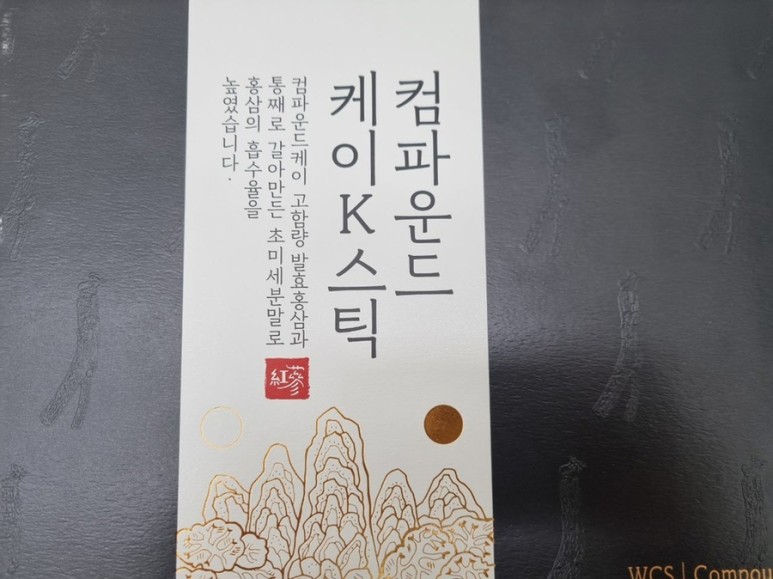 컴파운드
케이K스틱
컴파운드케이 고함량 발효홍삼과
통째로 갈아만든 초미세분말로
홍삼의 흡수율을
높였습니다.
紅蔘
WCS | Compou